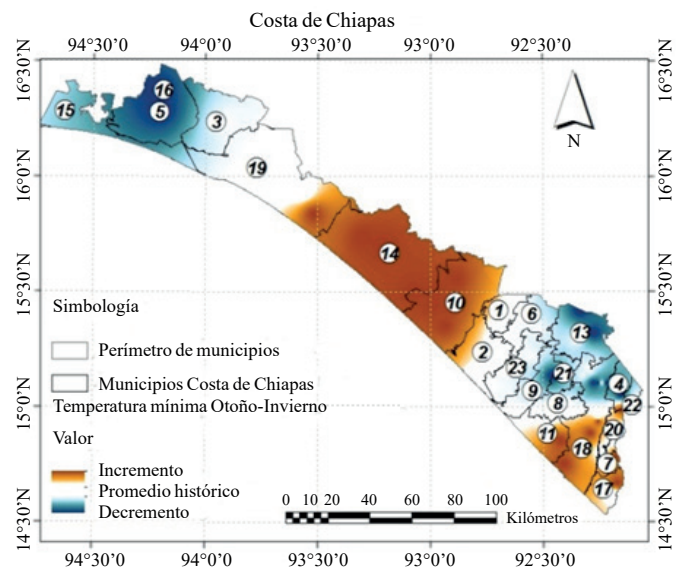 Costa de Chiapas
94°30'0 94°0'0 93°30'0 93°0'0 92°30'0
16°30'N 16°30'N
16
15
5
3
19
N
16°0'N 16°0'N
14
15°30'N 15°30'N
10
1
6
13
Simbología
Perímetro de municipios
2
23
21
4
Municipios Costa de Chiapas
9
8
22
15°0'N 15°0'N
Temperatura mínima Otoño-Invierno
Valor
11
18
20
7
17
Incremento
Promedio histórico
Decremento
0 10 20 40 60 80 100
Kilómetros
14°30'N 14°30'N
94°30'0 94°0'0 93°30'0 93°0'0 92°30'0